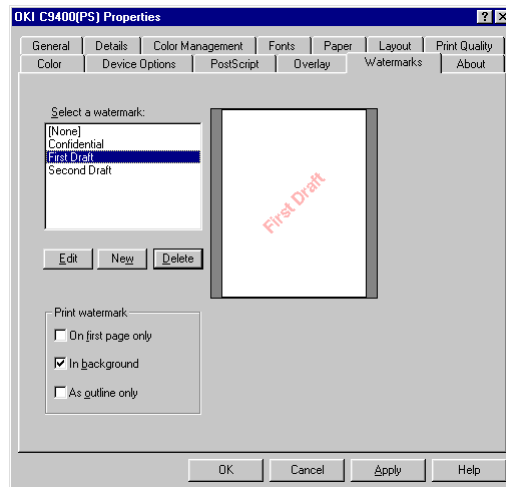 OKI C9400(PS) Properties
General Details Color Management Fonts Paper Layout Print Quality
Color Device Options PostScript Overlay Watermarks About
Select a watermark:
[None]
Confidential
First Draft
Second Draft
First Draft
Edit New Delete
Print watermark
On first page only
In background
As outline only
OK Cancel Apply Help